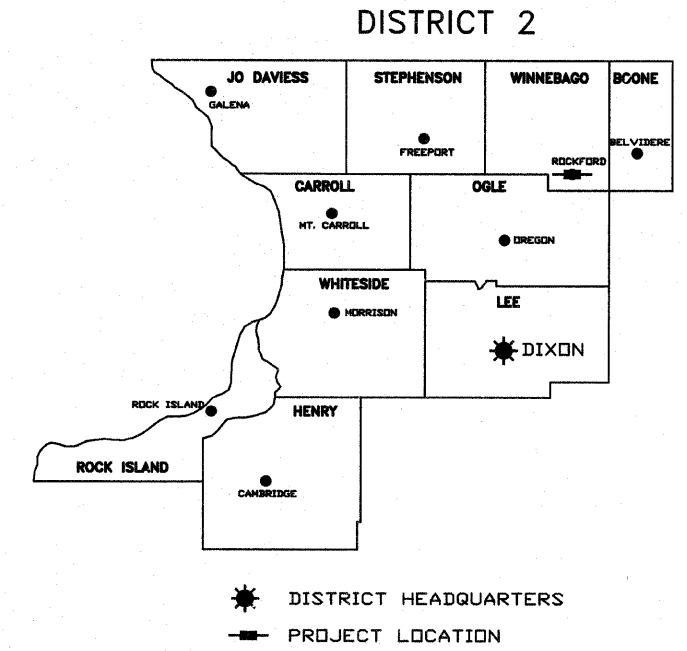 DISTRICT 2
JO DAVIESS
STEPHENSON
WINNEBAGO
BOONE
GALENA
FREEPORT
BELVIDERE
ROCKFORD
CARROLL
OGLE
MT. CARROLL
OREGON
WHITESIDE
LEE
MORRISON
DIXON
ROCK ISLAND
HENRY
ROCK ISLAND
CAMBRIDGE
DISTRICT HEADQUARTERS
PROJECT LOCATION